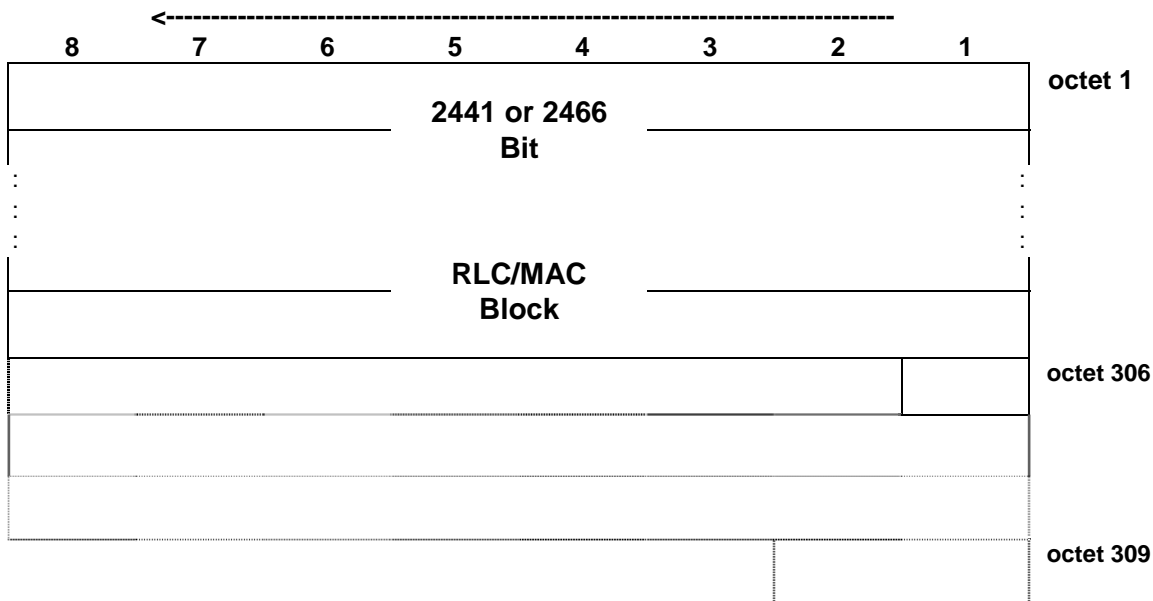 <--------------------------------------------------------------------------------
8 7 6 5 4 3 2 1
octet 1
2441 or 2466
Bit
: :
: :
: :
RLC/MAC
Block
octet 306
octet 309